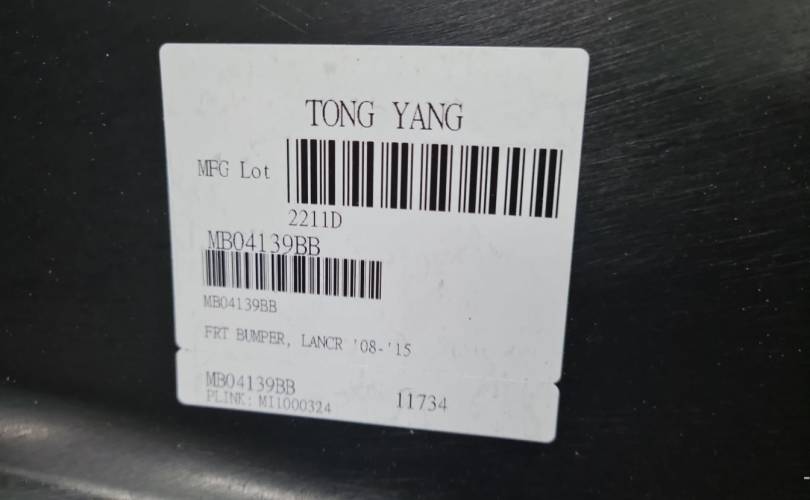 TONG YANG
MFG Lot
2211D
MB04139BB
MB04139BB
FRT BUMPER, LANCR '08-'15
MB04139BB
PLINK: MI1000324 11734